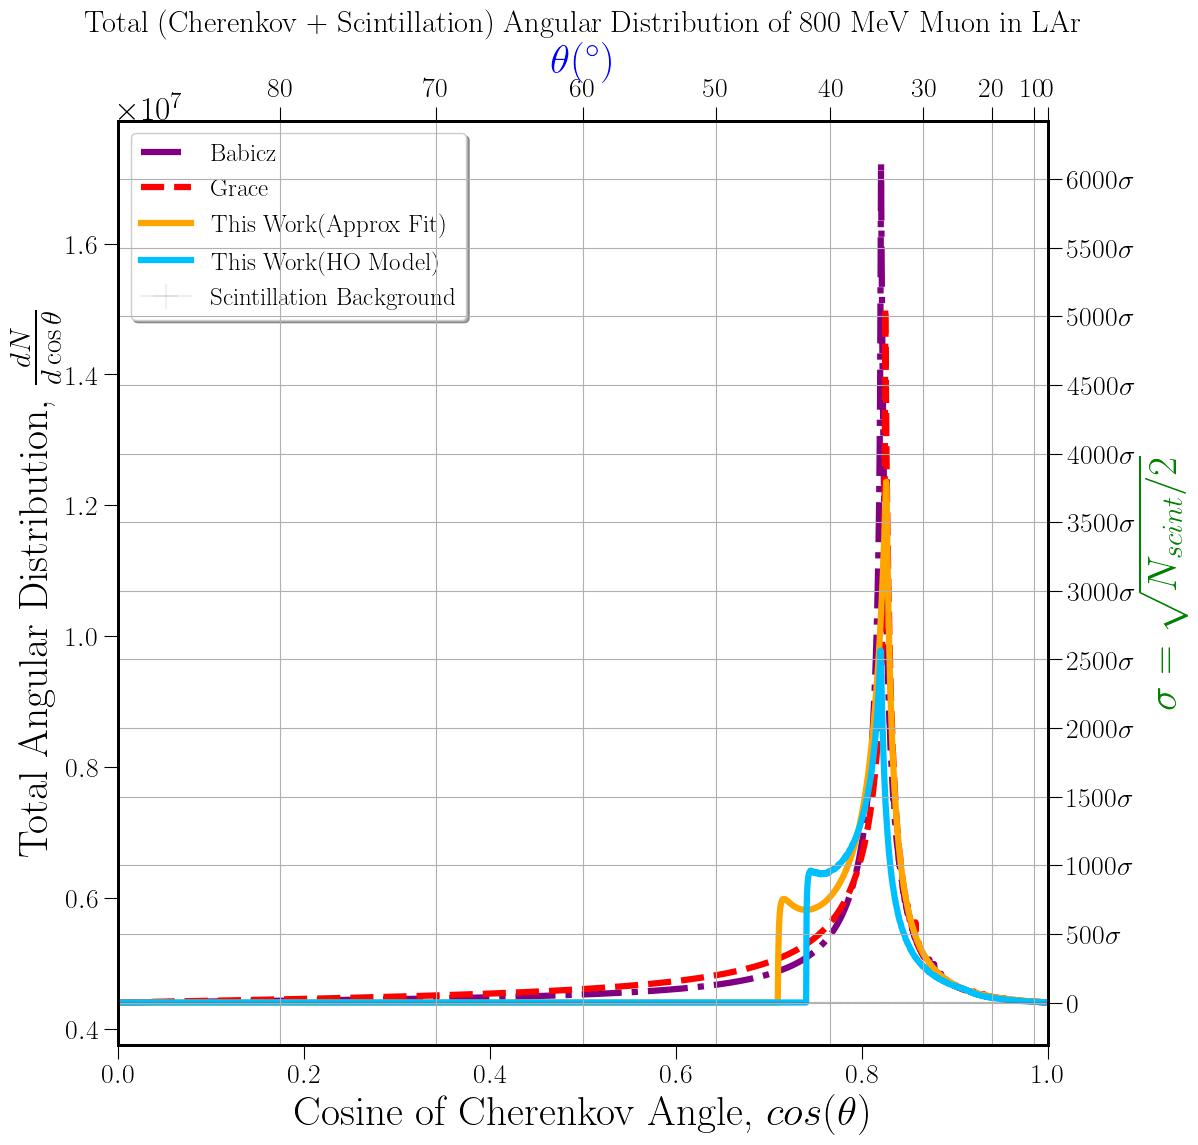 Total (Cherenkov + Scintillation) Angular Distribution of 800 MeV Muon in LAr
θ(°)
80 70 60 50 40 30 20 10 0
×10⁷
Babicz
Grace
This Work(Approx Fit)
This Work(HO Model)
Scintillation Background
1.6
1.4
1.2
1.0
0.8
0.6
0.4
Total Angular Distribution, dN/d cos θ
6000σ
5500σ
5000σ
4500σ
4000σ
3500σ
3000σ
2500σ
2000σ
1500σ
1000σ
500σ
0
σ = √N_scint/2
0.0 0.2 0.4 0.6 0.8 1.0
Cosine of Cherenkov Angle, cos(θ)